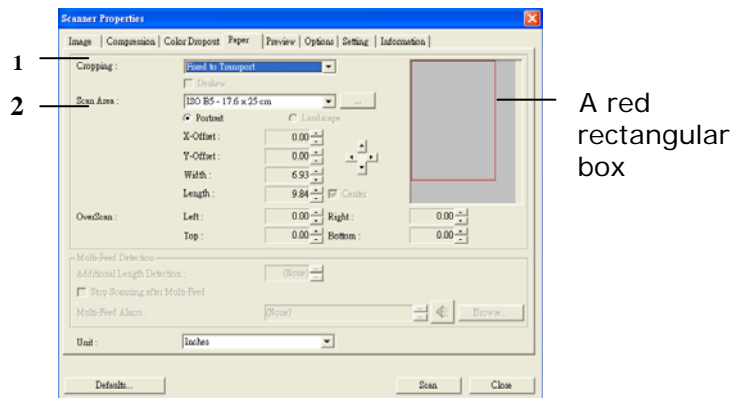 Scanner Properties
Image Compression Color Dropout Paper Preview Options Setting Information
1 Cropping : Fixed to Transport
Deskew
2 Scan Area : ISO B5 - 17.6 x 25 cm ...
Portrait Landscape
X-Offset : 0.00
Y-Offset : 0.00
Width : 6.93
Length : 9.84 Center
OverScan : Left : 0.00 Right : 0.00
Top : 0.00 Bottom : 0.00
A red
rectangular
box
Multi-Feed Detection
Additional Length Detection : (None)
Stop Scanning after Multi-Feed
Multi-Feed Alarm : (None) Browse...
Unit : Inches
Defaults... Scan Close